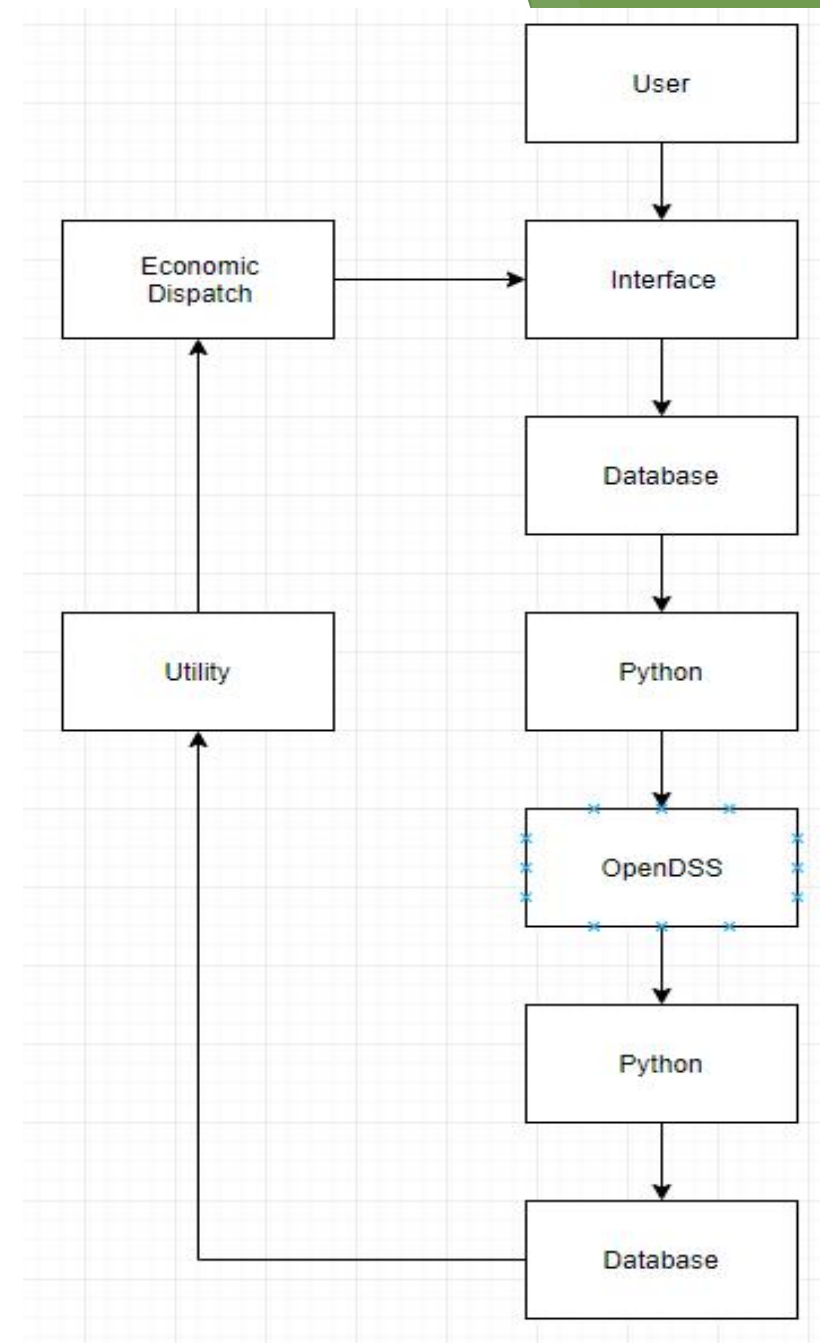 User
Economic
Dispatch
Interface
Database
Utility
Python
OpenDSS
Python
Database